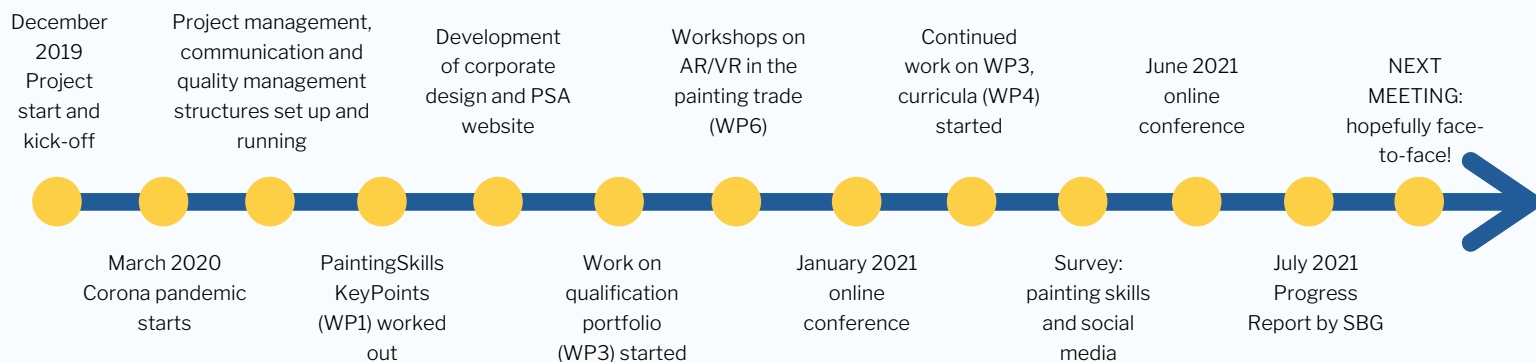 December
2019
Project
start and
kick-off
March 2020
Corona pandemic
starts
Project management,
communication and
quality management
structures set up and
running
PaintingSkills
KeyPoints
(WP1) worked
out
Development
of corporate
design and PSA
website
Work on
qualification
portfolio
(WP3) started
Workshops on
AR/VR in the
painting trade
(WP6)
January 2021
online
conference
Continued
work on WP3,
curricula (WP4)
started
Survey:
painting skills
and social
media
June 2021
online
conference
July 2021
Progress
Report by SBG
NEXT
MEETING:
hopefully face-
to-face!